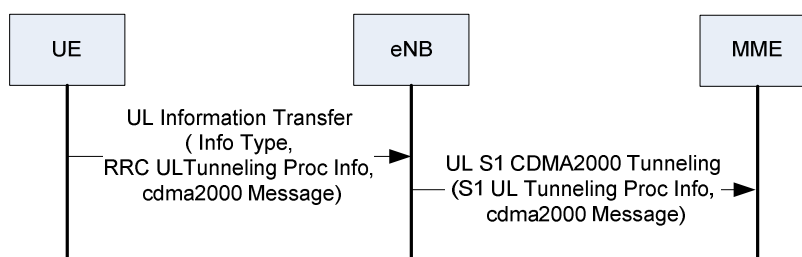 UE
eNB
MME
UL Information Transfer
( Info Type,
RRC ULTunneling Proc Info,
cdma2000 Message)
UL S1 CDMA2000 Tunneling
(S1 UL Tunneling Proc Info,
cdma2000 Message)